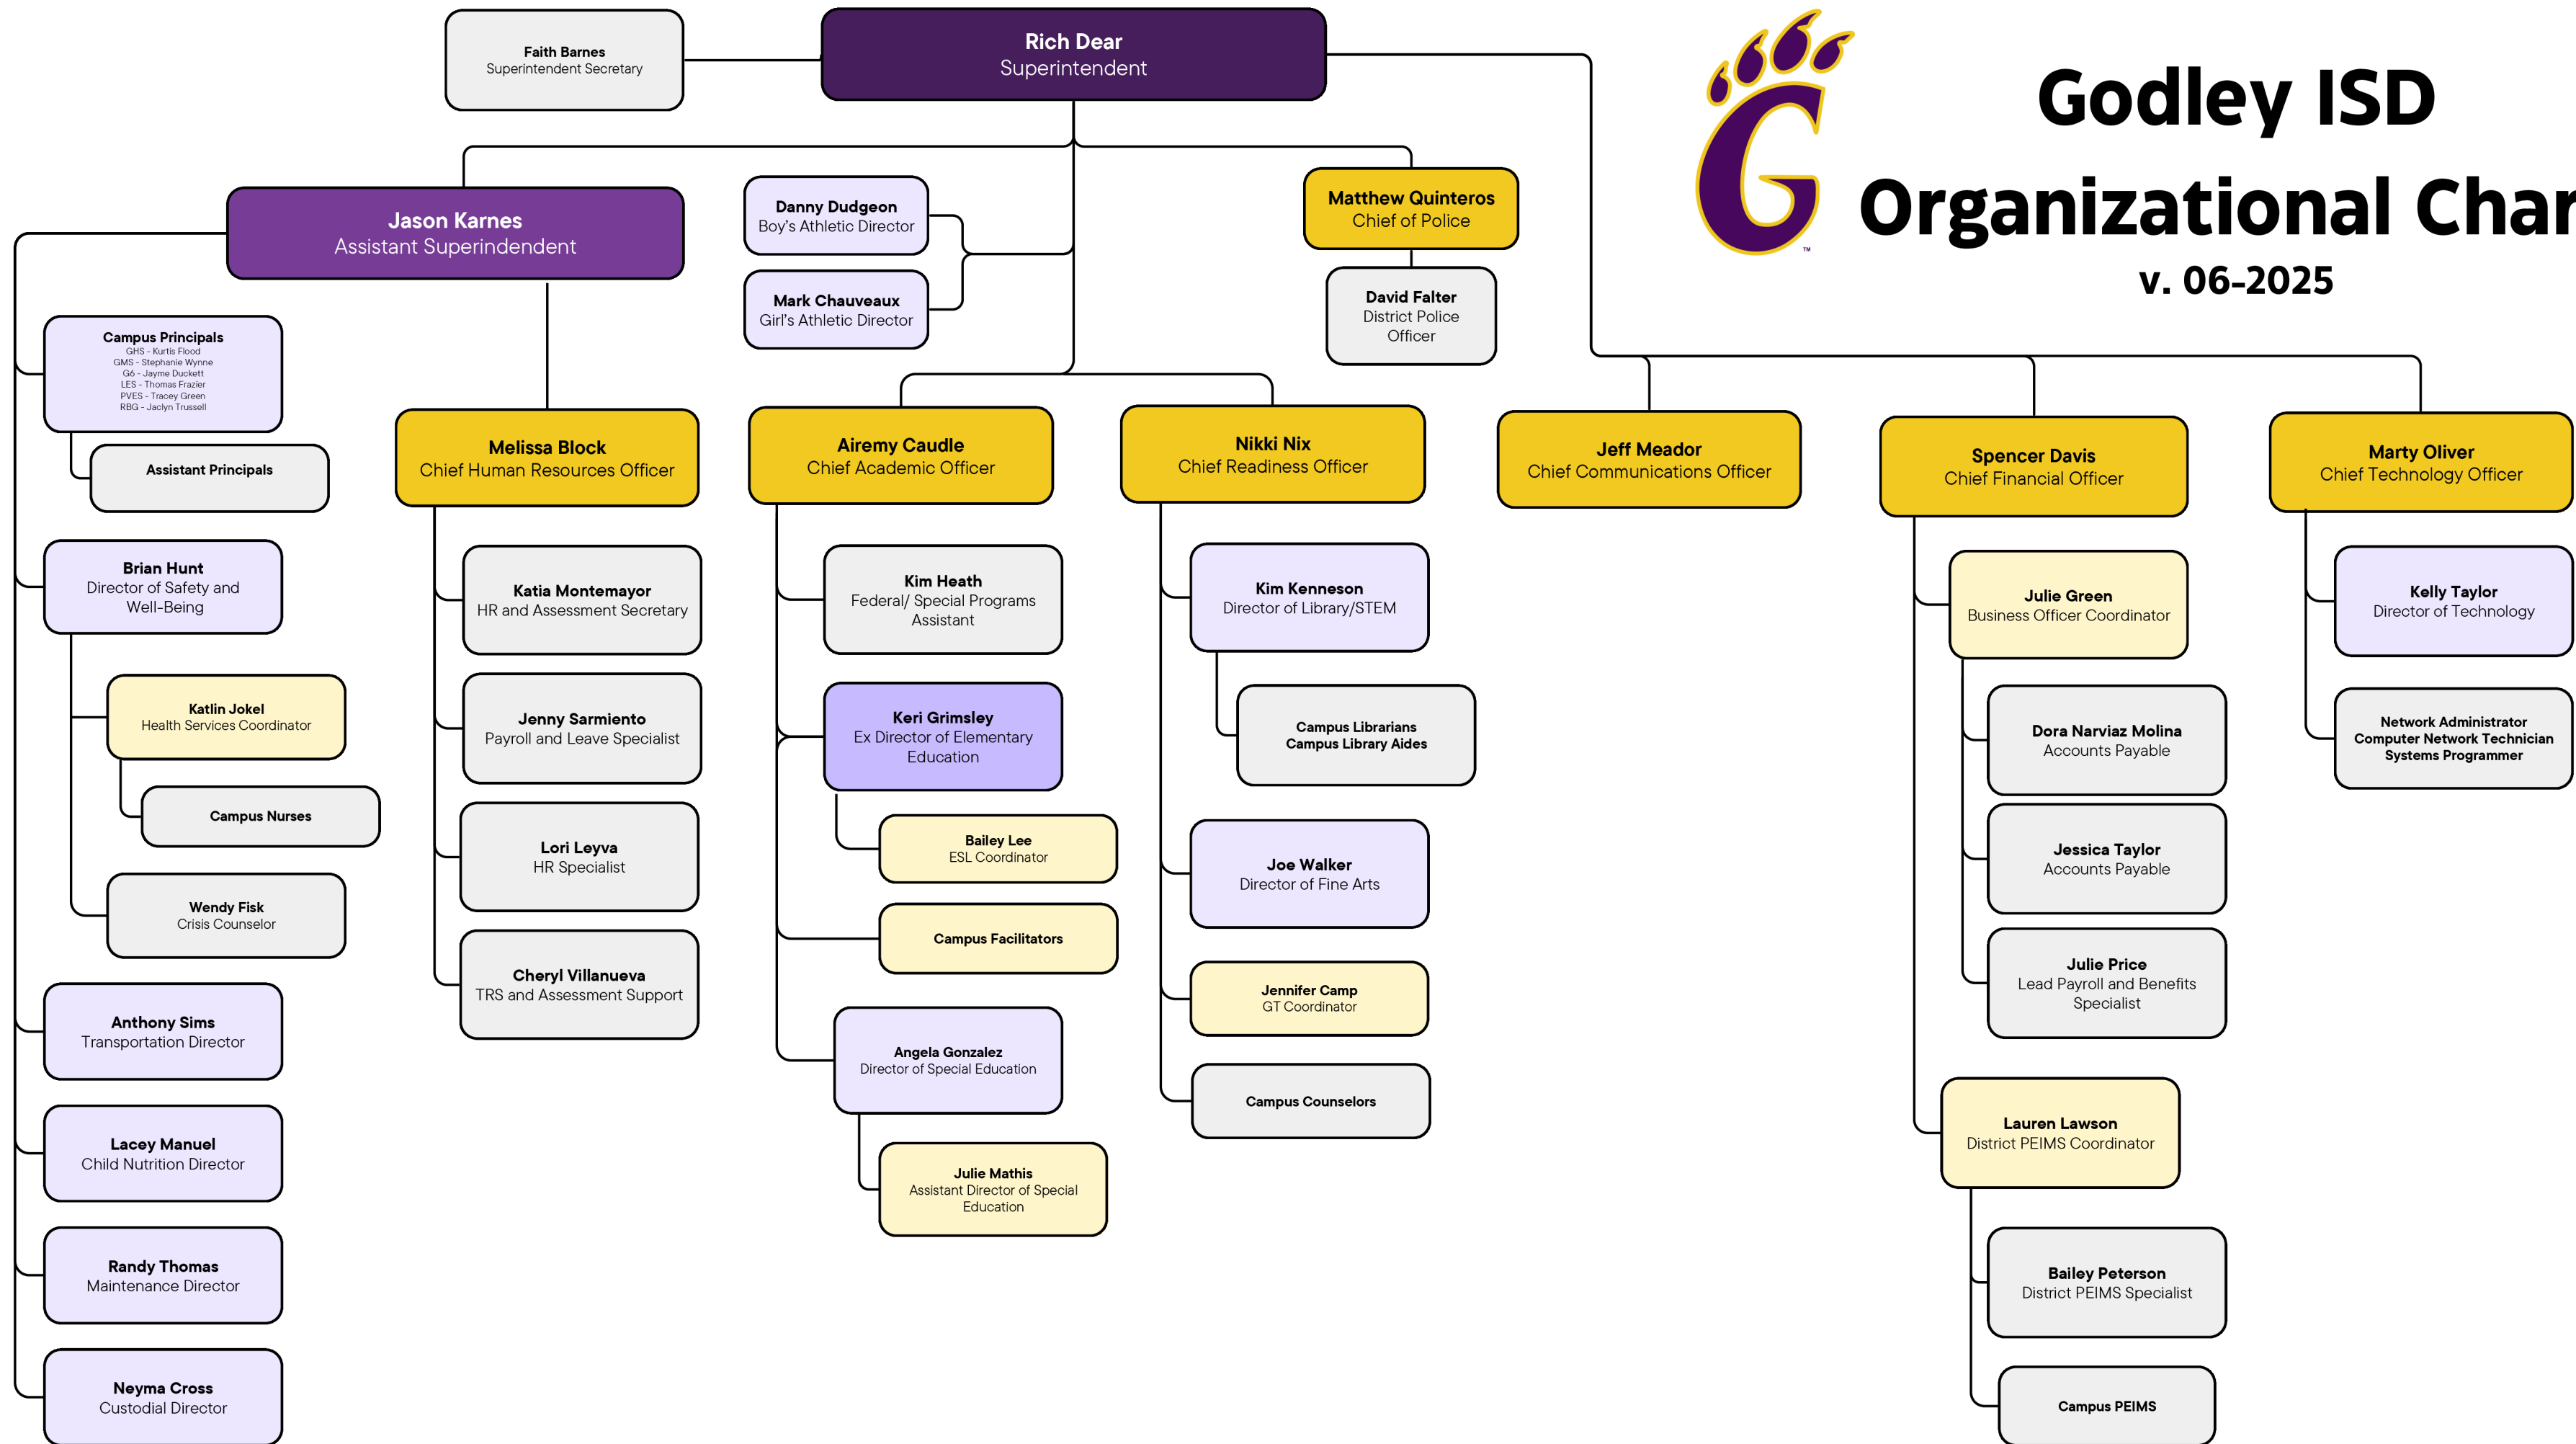 Faith Barnes
Superintendent Secretary
Rich Dear
Superintendent
Godley ISD
Organizational Char
v. 06-2025
TM
Jason Karnes
Assistant Superindendent
Danny Dudgeon
Boy's Athletic Director
Mark Chauveaux
Girl's Athletic Director
Matthew Quinteros
Chief of Police
David Falter
District Police
Officer
Campus Principals
GHS - Kurtis Flood
GMS - Stephanie Wynne
G6 - Jayme Duckett
LES - Thomas Frazier
PVES - Tracey Green
RBG - Jaclyn Trussell
Assistant Principals
Brian Hunt
Director of Safety and
Well-Being
Katlin Jokel
Health Services Coordinator
Campus Nurses
Wendy Fisk
Crisis Counselor
Anthony Sims
Transportation Director
Lacey Manuel
Child Nutrition Director
Randy Thomas
Maintenance Director
Neyma Cross
Custodial Director
Melissa Block
Chief Human Resources Officer
Katia Montemayor
HR and Assessment Secretary
Jenny Sarmiento
Payroll and Leave Specialist
Lori Leyva
HR Specialist
Cheryl Villanueva
TRS and Assessment Support
Airemy Caudle
Chief Academic Officer
Kim Heath
Federal/ Special Programs
Assistant
Keri Grimsley
Ex Director of Elementary
Education
Bailey Lee
ESL Coordinator
Campus Facilitators
Angela Gonzalez
Director of Special Education
Julie Mathis
Assistant Director of Special
Education
Nikki Nix
Chief Readiness Officer
Kim Kenneson
Director of Library/STEM
Campus Librarians
Campus Library Aides
Joe Walker
Director of Fine Arts
Jennifer Camp
GT Coordinator
Campus Counselors
Jeff Meador
Chief Communications Officer
Spencer Davis
Chief Financial Officer
Julie Green
Business Officer Coordinator
Dora Narviaz Molina
Accounts Payable
Jessica Taylor
Accounts Payable
Julie Price
Lead Payroll and Benefits
Specialist
Lauren Lawson
District PEIMS Coordinator
Bailey Peterson
District PEIMS Specialist
Campus PEIMS
Marty Oliver
Chief Technology Officer
Kelly Taylor
Director of Technology
Network Administrator
Computer Network Technician
Systems Programmer